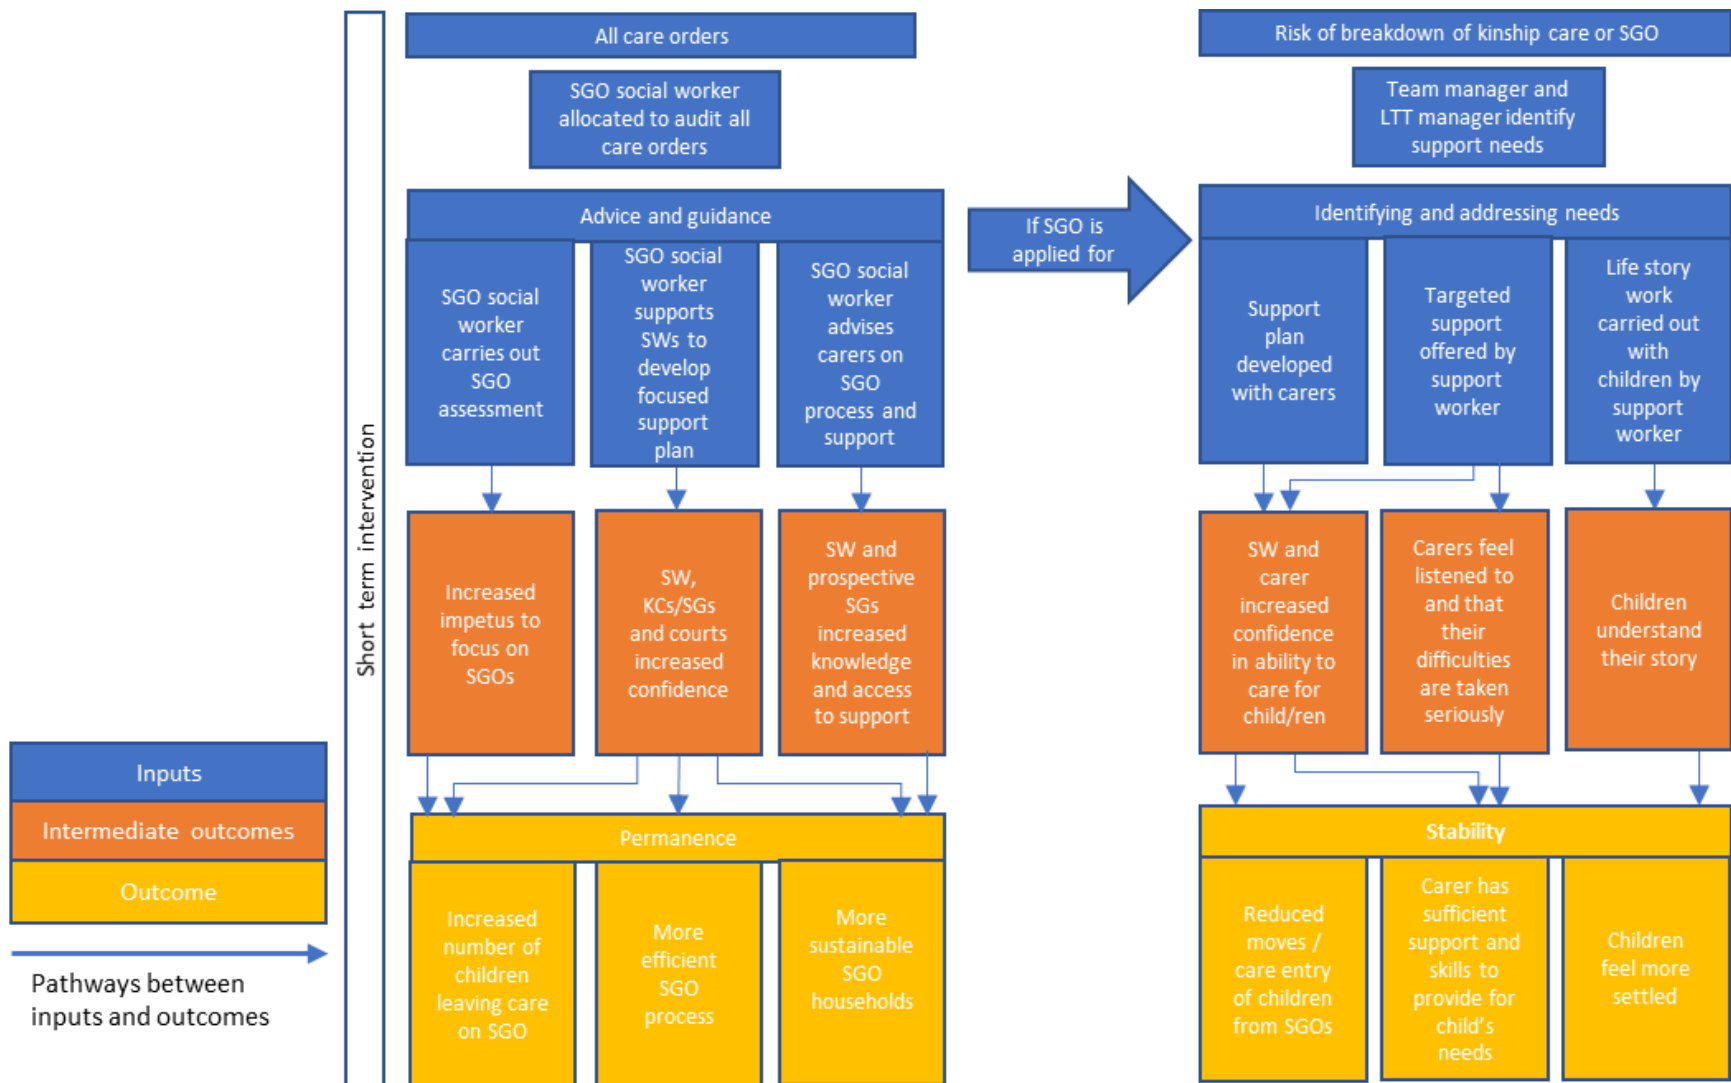 All care orders
SGO social worker
allocated to audit all
care orders
Advice and guidance
SGO social
worker
carries out
SGO
assessment
SGO social
worker
supports
SWs to
develop
focused
support
plan
SGO social
worker
advises
carers on
SGO
process and
support
If SGO is
applied for
Risk of breakdown of kinship care or SGO
Team manager and
LTT manager identify
support needs
Identifying and addressing needs
Support
plan
developed
with carers
Targeted
support
offered by
support
worker
Life story
work
carried out
with
children by
support
worker
Short term intervention
Increased
impetus to
focus on
SGOs
SW,
KCs/SGs
and courts
increased
confidence
SW and
prospective
SGs
increased
knowledge
and access
to support
SW and
carer
increased
confidence
in ability to
care for
child/ren
Carers feel
listened to
and that
their
difficulties
are taken
seriously
Children
understand
their story
Inputs
Intermediate outcomes
Outcome
Pathways between
inputs and outcomes
Permanence
Increased
number of
children
leaving care
on SGO
More
efficient
SGO
process
More
sustainable
SGO
households
Stability
Reduced
moves /
care entry
of children
from SGOs
Carer has
sufficient
support and
skills to
provide for
child's
needs
Children
feel more
settled